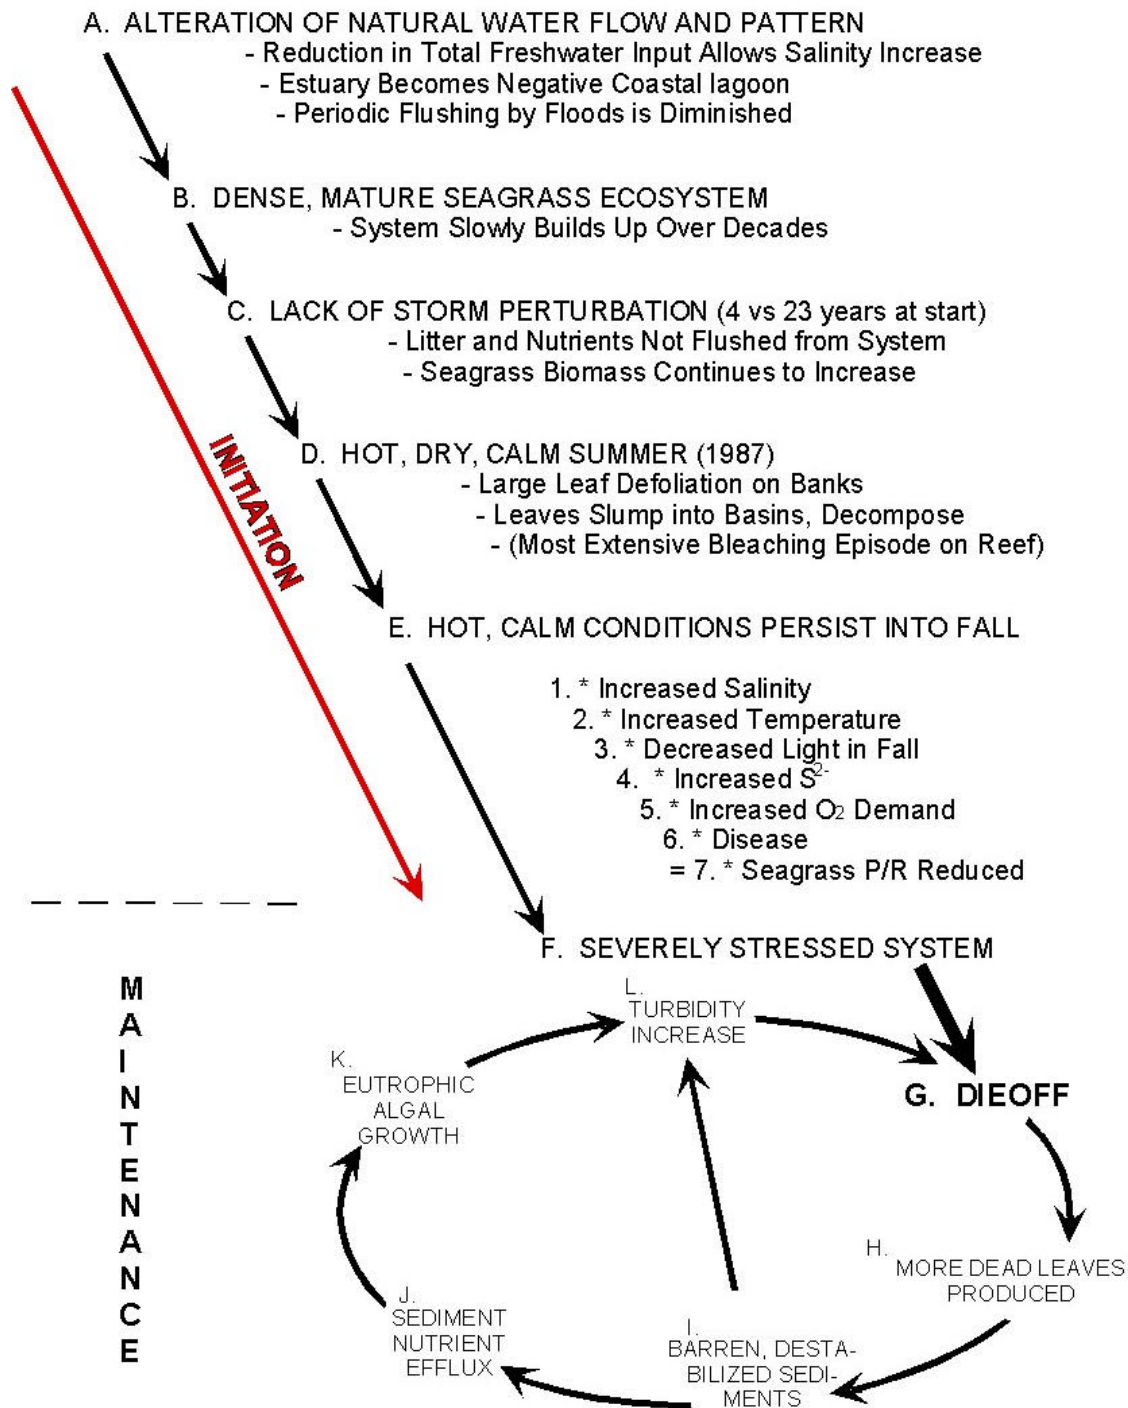 A. ALTERATION OF NATURAL WATER FLOW AND PATTERN
- Reduction in Total Freshwater Input Allows Salinity Increase
- Estuary Becomes Negative Coastal lagoon
- Periodic Flushing by Floods is Diminished
B. DENSE, MATURE SEAGRASS ECOSYSTEM
- System Slowly Builds Up Over Decades
C. LACK OF STORM PERTURBATION (4 vs 23 years at start)
- Litter and Nutrients Not Flushed from System
- Seagrass Biomass Continues to Increase
INITIATION
D. HOT, DRY, CALM SUMMER (1987)
- Large Leaf Defoliation on Banks
- Leaves Slump into Basins, Decompose
- (Most Extensive Bleaching Episode on Reef)
E. HOT, CALM CONDITIONS PERSIST INTO FALL
1. * Increased Salinity
2. * Increased Temperature
3. * Decreased Light in Fall
4. * Increased S²⁻
5. * Increased O₂ Demand
6. * Disease
= 7. * Seagrass P/R Reduced
F. SEVERELY STRESSED SYSTEM
MAINTENANCE
G. DIEOFF
H.
MORE DEAD LEAVES
PRODUCED
I.
BARREN, DESTA-
BILIZED SEDI-
MENTS
J.
SEDIMENT
NUTRIENT
EFFLUX
K.
EUTROPHIC
ALGAL
GROWTH
L.
TURBIDITY
INCREASE